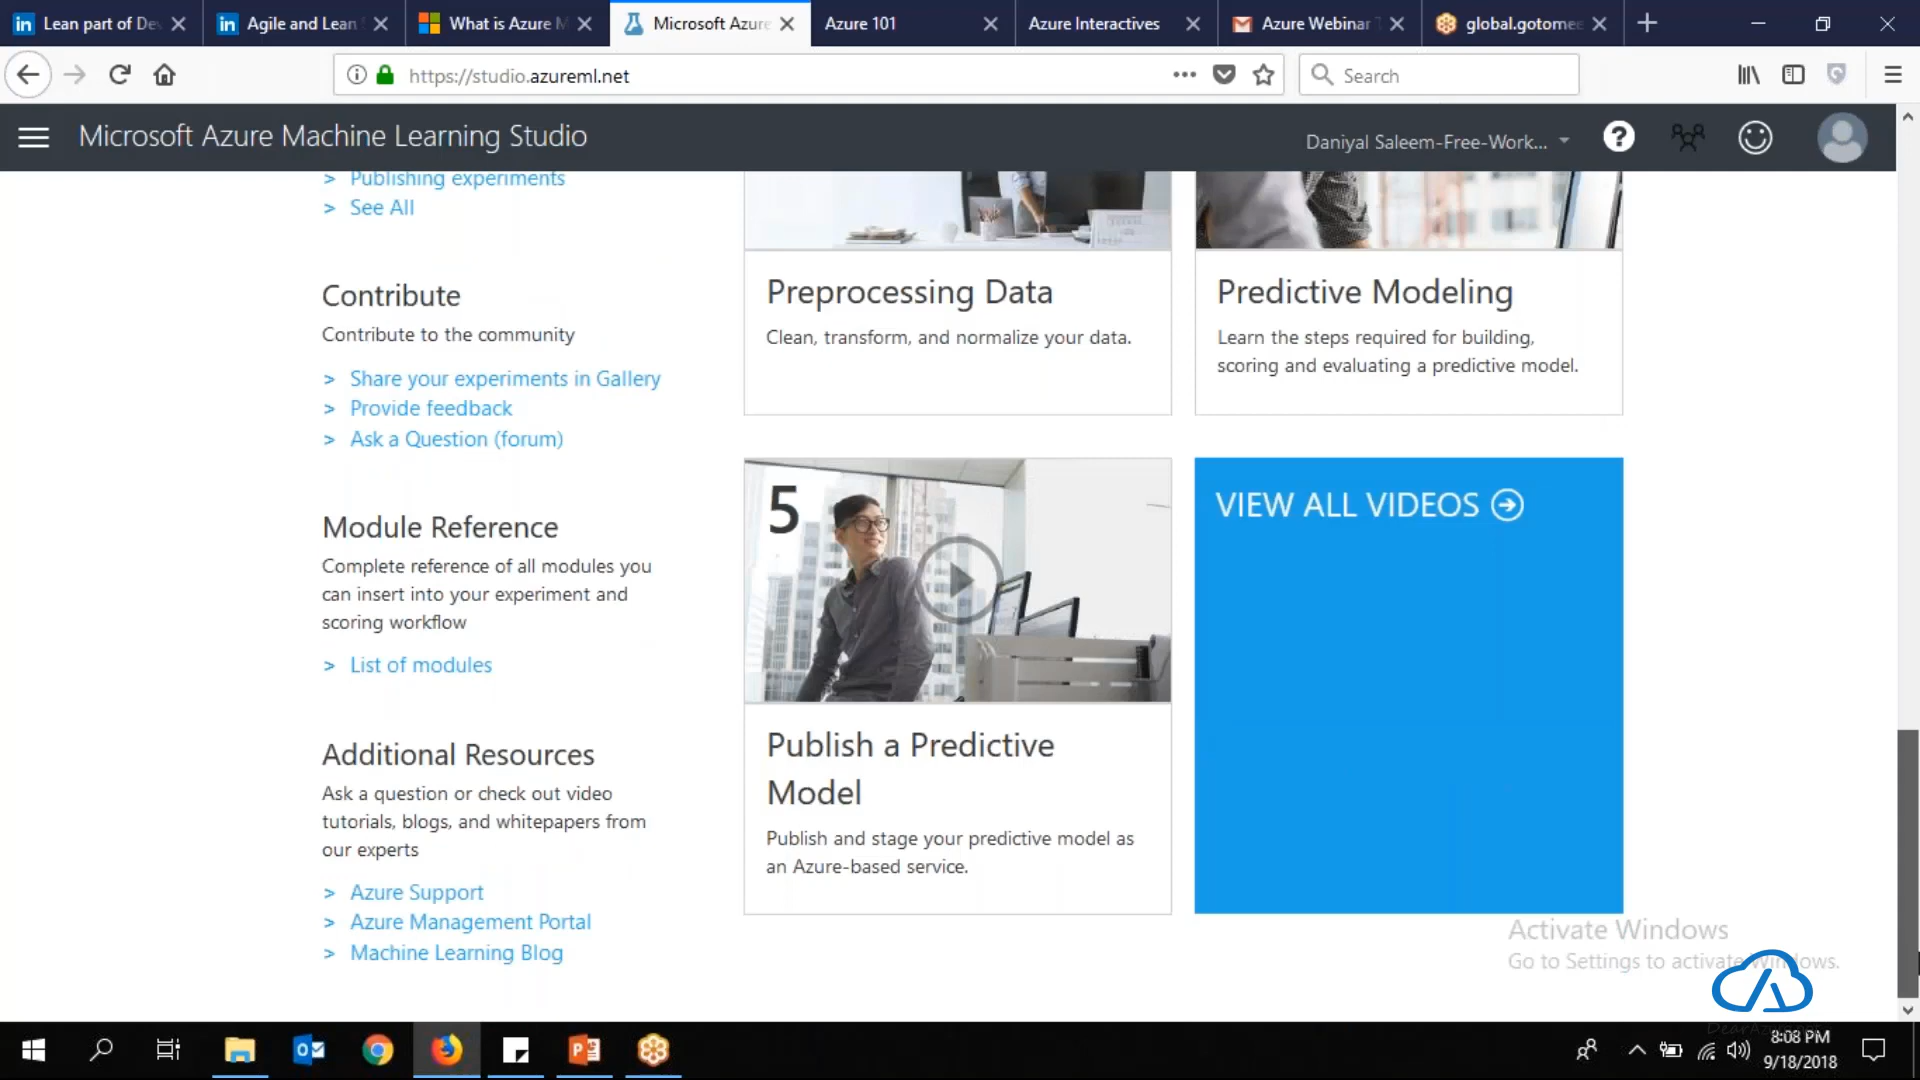 Lean part of De
Agile and Lean
What is Azure M
Microsoft Azure
Azure 101
Azure Interactives
Azure Webinar
global.gotomee
https://studio.azureml.net
Search
Microsoft Azure Machine Learning Studio
Daniyal Saleem-Free-Work...
> Publishing experiments
> See All
Contribute
Contribute to the community
> Share your experiments in Gallery
> Provide feedback
> Ask a Question (forum)
Module Reference
Complete reference of all modules you
can insert into your experiment and
scoring workflow
> List of modules
Additional Resources
Ask a question or check out video
tutorials, blogs, and whitepapers from
our experts
> Azure Support
> Azure Management Portal
> Machine Learning Blog
Preprocessing Data
Clean, transform, and normalize your data.
Predictive Modeling
Learn the steps required for building,
scoring and evaluating a predictive model.
5
Publish a Predictive
Model
Publish and stage your predictive model as
an Azure-based service.
VIEW ALL VIDEOS
Activate Windows
Go to Settings to activate Windows.
8:08 PM
9/18/2018